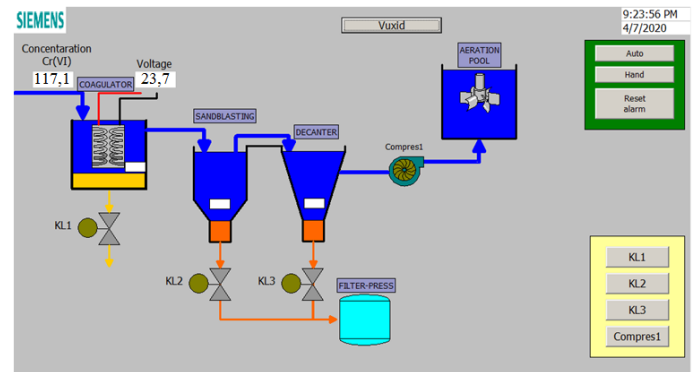 SIEMENS
Vuxid
9:23:56 PM
4/7/2020
Concentaration
Cr(VI)
117,1
Voltage
23,7
COAGULATOR
SANDBLASTING
DECANTER
AERATION
POOL
Compres1
Auto
Hand
Reset
alarm
KL1
KL2
KL3
FILTER-PRESS
KL1
KL2
KL3
Compres1